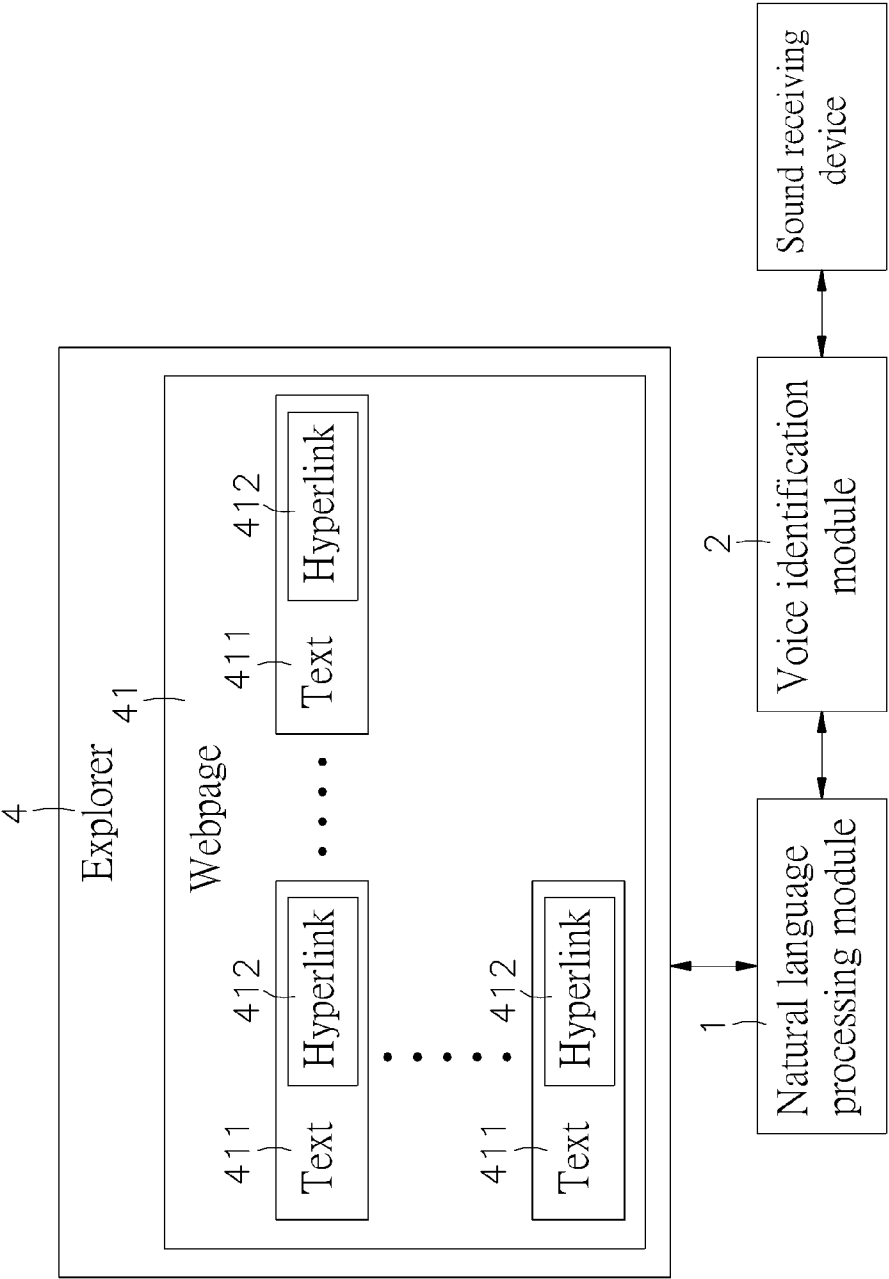 4
Explorer
41
Webpage
411
412
Text
Hyperlink
411
412
Text
Hyperlink
411
412
Text
Hyperlink
1
Natural language
processing module
2
Voice identification
module
Sound receiving
device